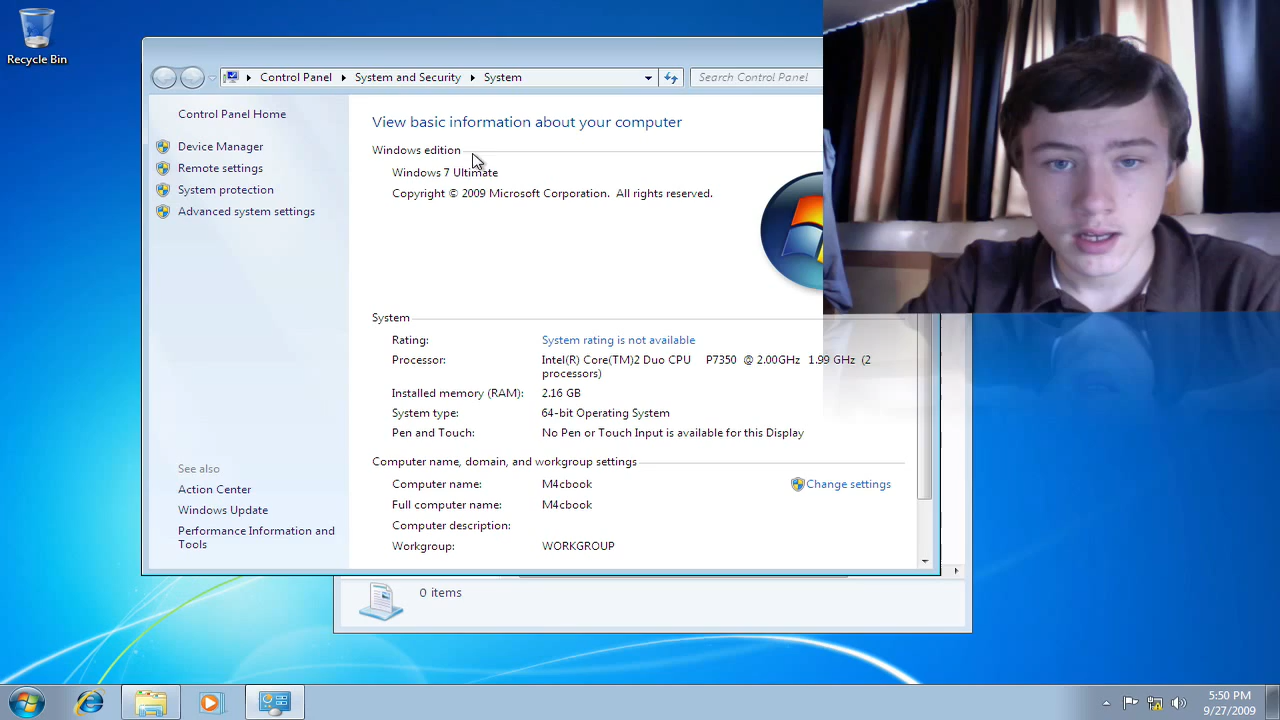 Recycle Bin
Control Panel System and Security System
Search Control Panel
Control Panel Home
Device Manager
Remote settings
System protection
Advanced system settings
See also
Action Center
Windows Update
Performance Information and
Tools
View basic information about your computer
Windows edition
Windows 7 Ultimate
Copyright © 2009 Microsoft Corporation. All rights reserved.
System
Rating: System rating is not available
Processor: Intel(R) Core(TM)2 Duo CPU P7350 @ 2.00GHz 1.99 GHz (2
processors)
Installed memory (RAM): 2.16 GB
System type: 64-bit Operating System
Pen and Touch: No Pen or Touch Input is available for this Display
Computer name, domain, and workgroup settings
Computer name: M4cbook
Change settings
Full computer name: M4cbook
Computer description:
Workgroup: WORKGROUP
0 items
5:50 PM
9/27/2009